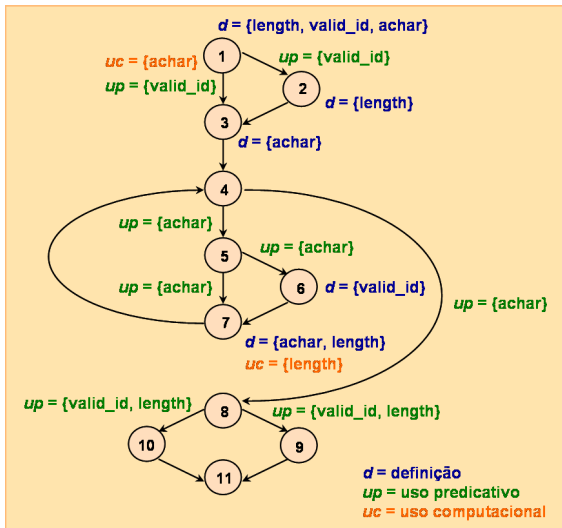 d = {length, valid_id, achar}
1
uc = {achar}
up = {valid_id}
up = {valid_id}
2
d = {length}
3
d = {achar}
4
up = {achar}
5
up = {achar}
up = {achar}
6
d = {valid_id}
up = {achar}
7
d = {achar, length}
uc = {length}
up = {valid_id, length}
8
up = {valid_id, length}
10
9
11
d = definição
up = uso predicativo
uc = uso computacional